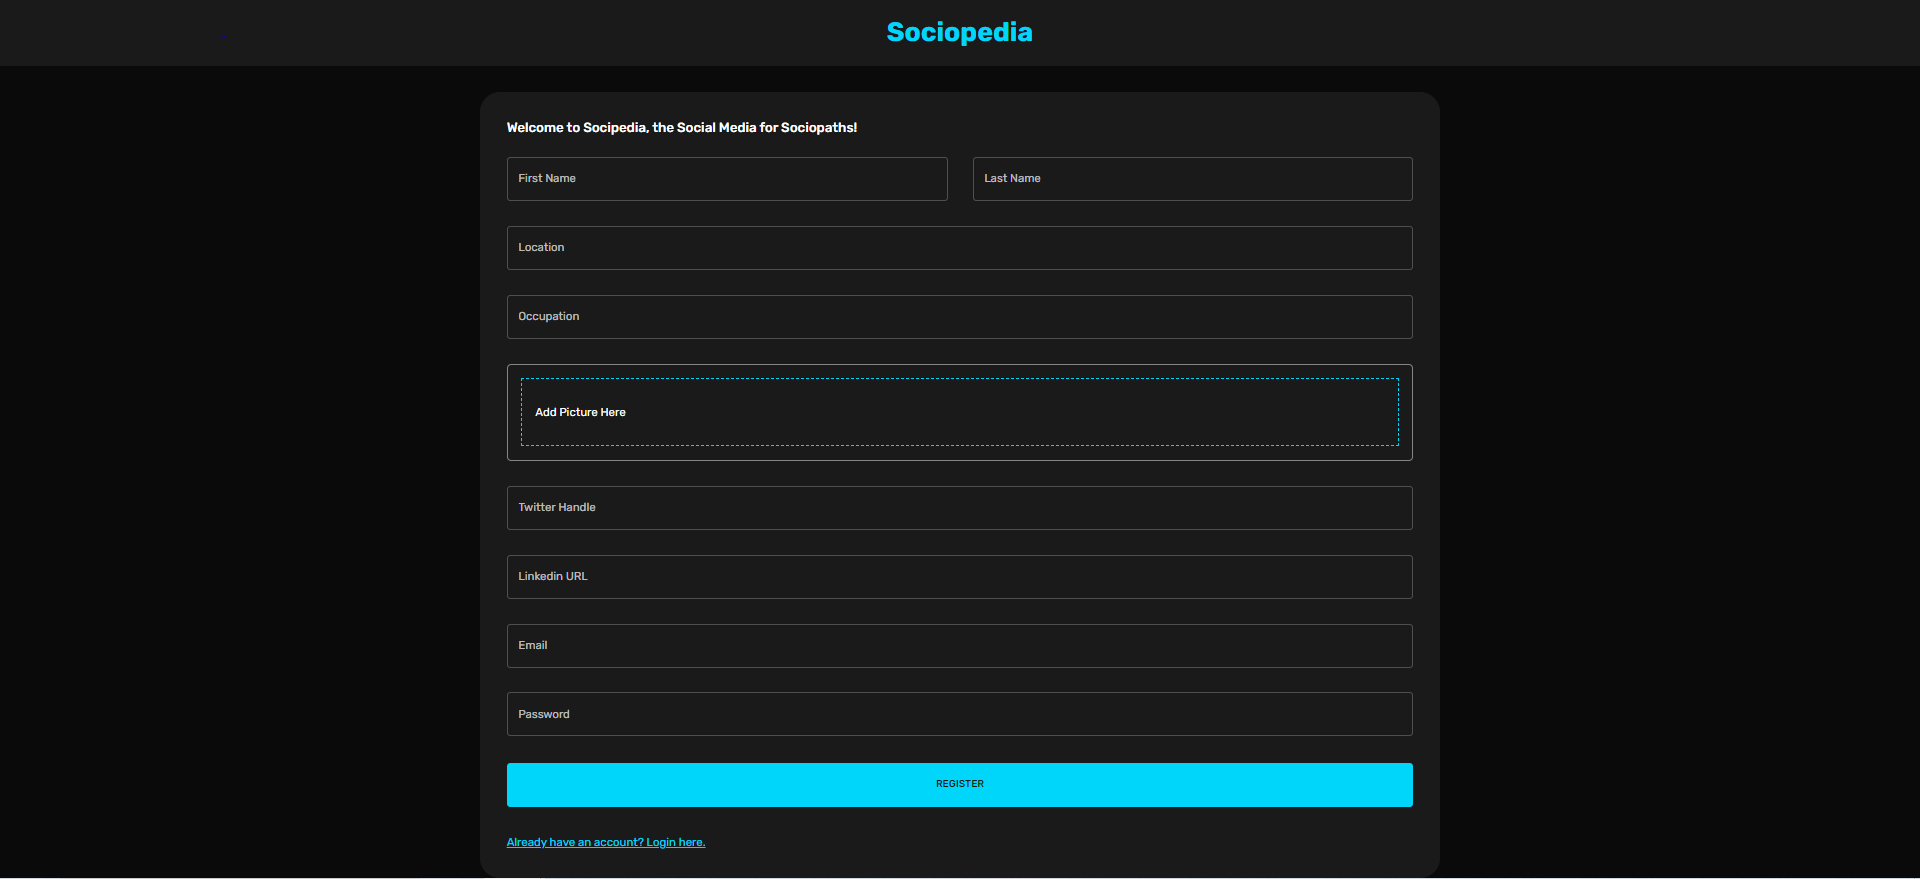 Sociopedia
Welcome to Socipedia, the Social Media for Sociopaths!
First Name
Last Name
Location
Occupation
Add Picture Here
Twitter Handle
Linkedin URL
Email
Password
REGISTER
Already have an account? Login here.